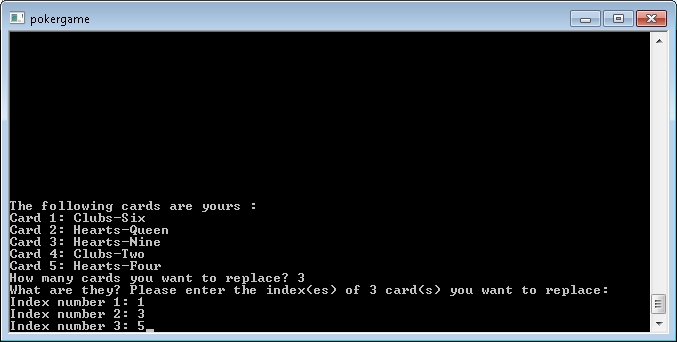 pokergame
The following cards are yours :
Card 1: Clubs-Six
Card 2: Hearts-Queen
Card 3: Hearts-Nine
Card 4: Clubs-Two
Card 5: Hearts-Four
How many cards you want to replace? 3
What are they? Please enter the index(es) of 3 card(s) you want to replace:
Index number 1: 1
Index number 2: 3
Index number 3: 5_